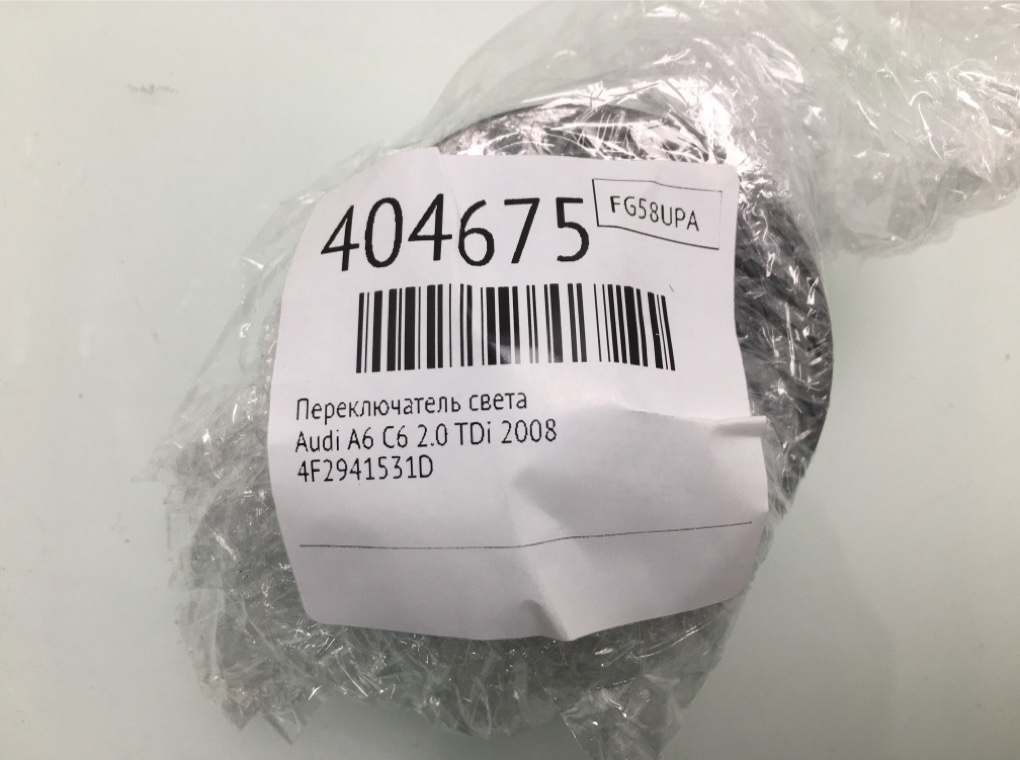 404675
FG58UPA
Переключатель света
Audi A6 C6 2.0 TDi 2008
4F2941531D